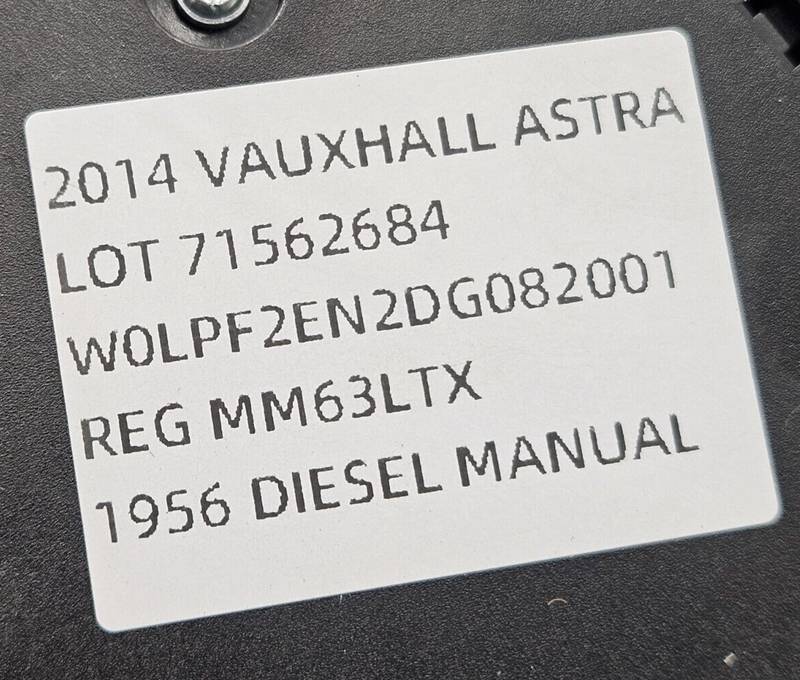 2014 VAUXHALL ASTRA
LOT 71562684
W0LPF2EN2DG082001
REG MM63LTX
1956 DIESEL MANUAL